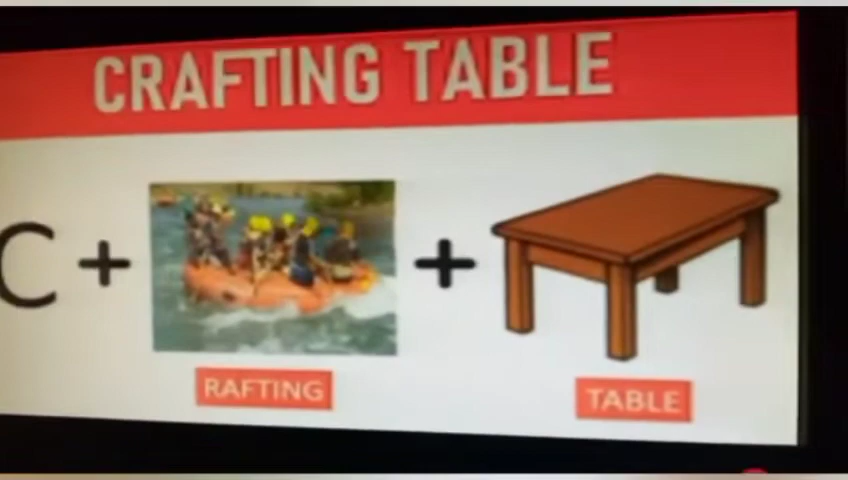 CRAFTING TABLE
C + +
RAFTING
TABLE